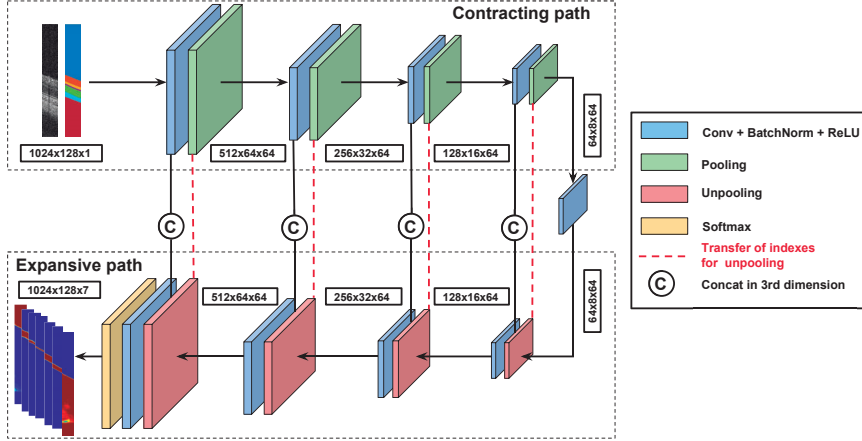 Contracting path
1024x128x1
512x64x64
256x32x64
128x16x64
64x8x64
C
C
C
C
Expansive path
1024x128x7
512x64x64
256x32x64
128x16x64
64x8x64
Conv + BatchNorm + ReLU
Pooling
Unpooling
Softmax
Transfer of indexes
for unpooling
C
Concat in 3rd dimension